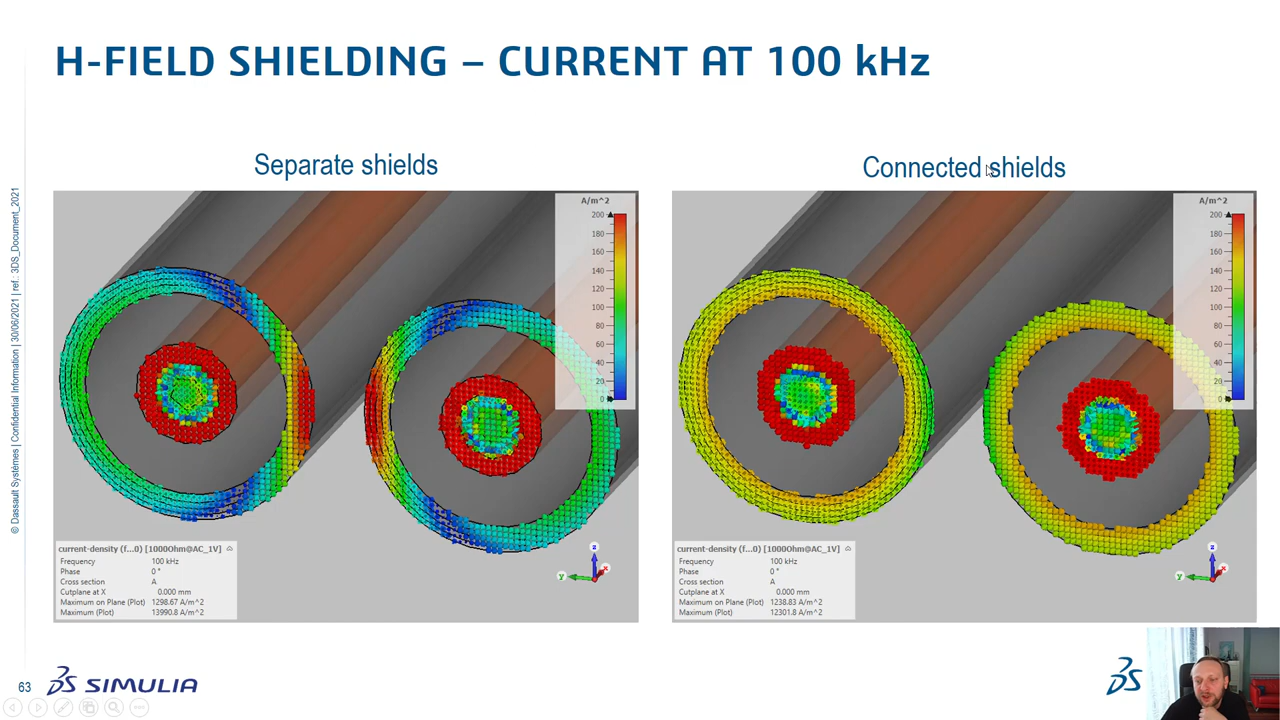 H-FIELD SHIELDING – CURRENT AT 100 kHz
Separate shields
Connected shields
© Dassault Systèmes | Confidential Information | 30/06/2021 | ref.: 3DS_Document_2021
A/m^2
200
180
160
140
120
100
80
60
40
20
0
current-density (f...0) [1000Ohm@AC_1V]
Frequency 100 kHz
Phase 0 °
Cross section A
Cutplane at X 0.000 mm
Maximum on Plane (Plot) 1298.67 A/m^2
Maximum (Plot) 13990.8 A/m^2
z
y
x
A/m^2
200
180
160
140
120
100
80
60
40
20
0
current-density (f...0) [1000Ohm@AC_1V]
Frequency 100 kHz
Phase 0 °
Cross section A
Cutplane at X 0.000 mm
Maximum on Plane (Plot) 1238.83 A/m^2
Maximum (Plot) 12301.8 A/m^2
z
y
x
63
SIMULIA